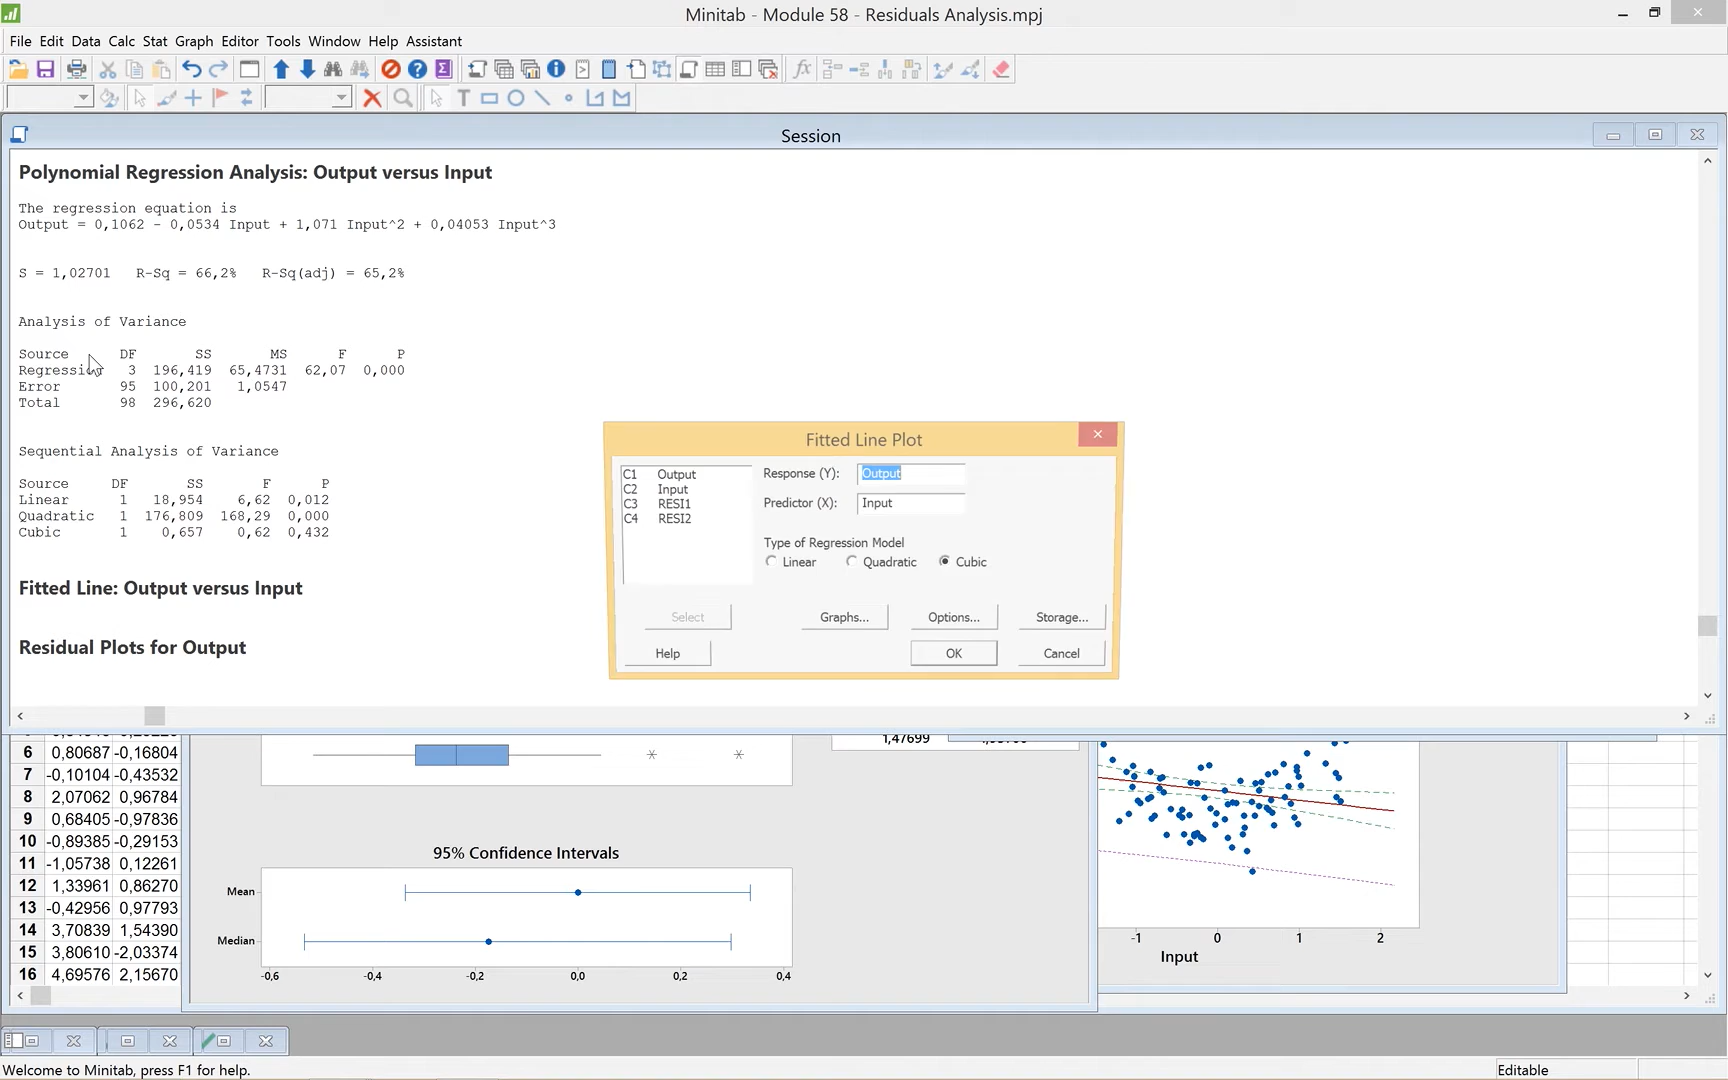 Minitab - Module 58 - Residuals Analysis.mpj
File Edit Data Calc Stat Graph Editor Tools Window Help Assistant
Session
Polynomial Regression Analysis: Output versus Input
The regression equation is
Output = 0,1062 - 0,0534 Input + 1,071 Input^2 + 0,04053 Input^3
S = 1,02701 R-Sq = 66,2% R-Sq(adj) = 65,2%
Analysis of Variance
Source DF SS MS F P
Regression 3 196,419 65,4731 62,07 0,000
Error 95 100,201 1,0547
Total 98 296,620
Sequential Analysis of Variance
Source DF SS F P
Linear 1 18,954 6,62 0,012
Quadratic 1 176,809 168,29 0,000
Cubic 1 0,657 0,62 0,432
Fitted Line: Output versus Input
Residual Plots for Output
Fitted Line Plot
C1 Output
C2 Input
C3 RESI1
C4 RESI2
Response (Y): Output
Predictor (X): Input
Type of Regression Model
Linear Quadratic Cubic
Select Graphs... Options... Storage...
Help OK Cancel
6 0,80687 -0,16804
7 -0,10104 -0,43532
8 2,07062 0,96784
9 0,68405 -0,97836
10 -0,89385 -0,29153
11 -1,05738 0,12261
12 1,33961 0,86270
13 -0,42956 0,97793
14 3,70839 1,54390
15 3,80610 -2,03374
16 4,69576 2,15670
1,47699
95% Confidence Intervals
Mean
Median
-0,6 -0,4 -0,2 0,0 0,2 0,4
-1 0 1 2
Input
Welcome to Minitab, press F1 for help.
Editable